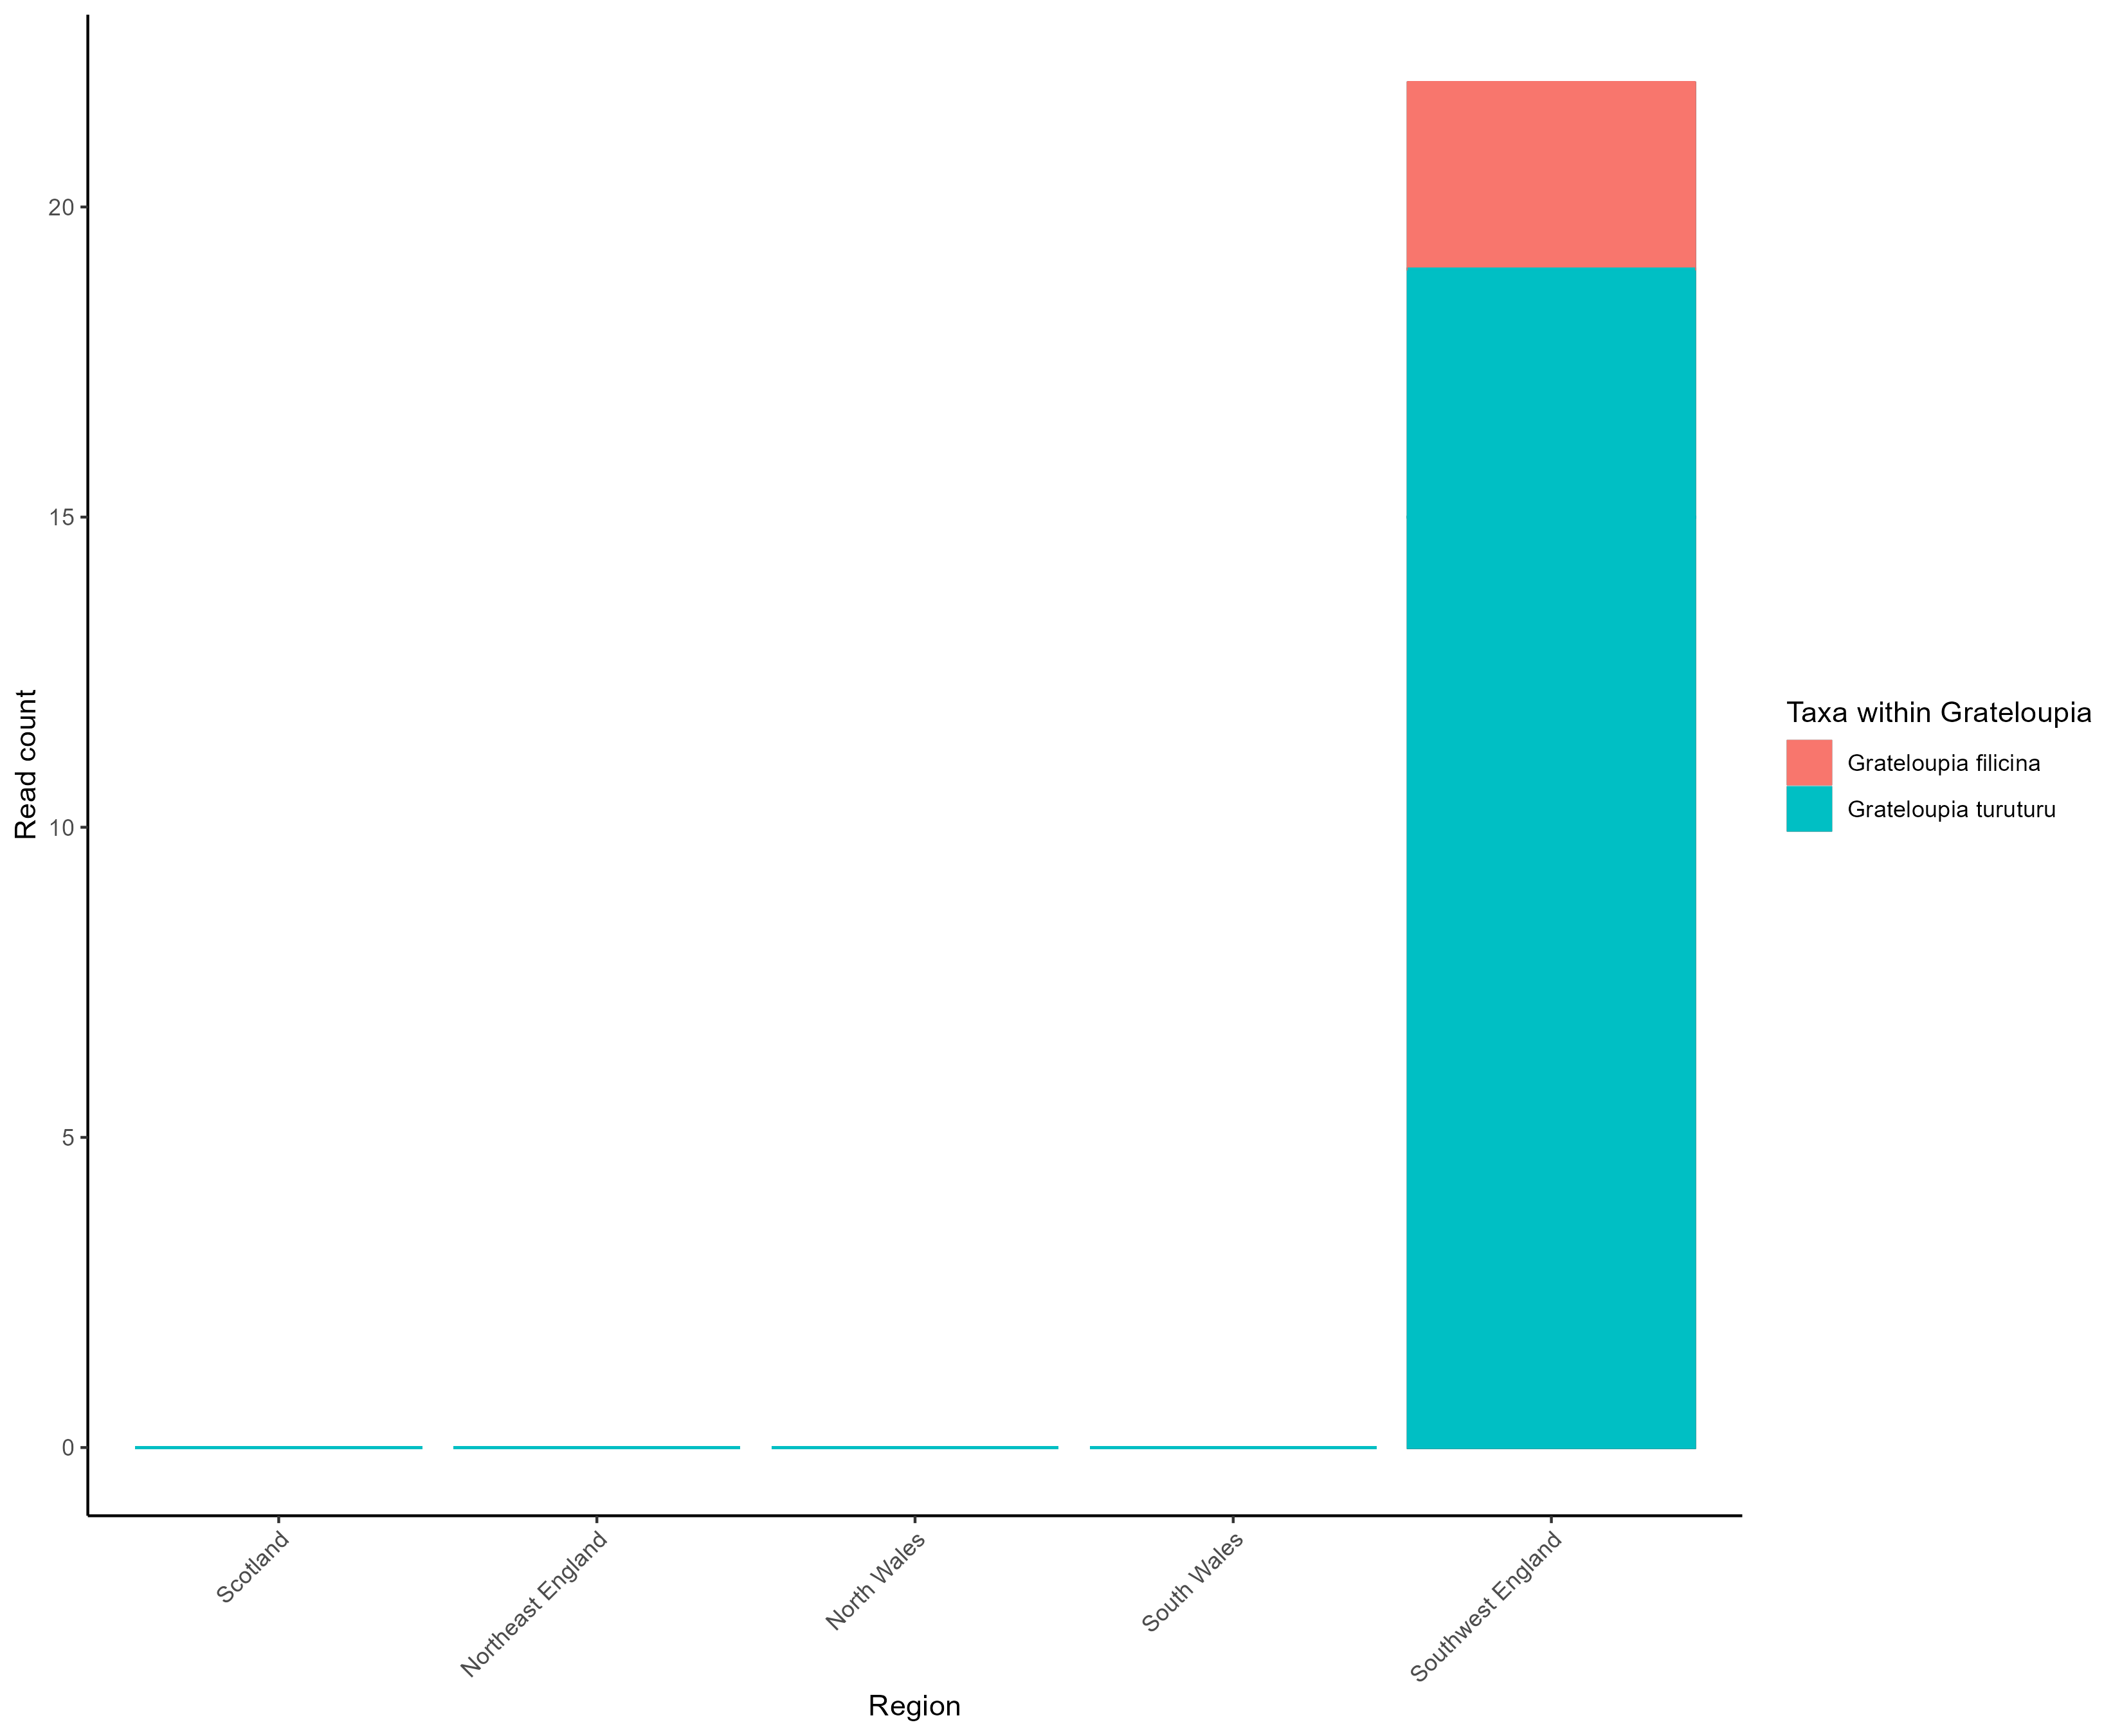 Read count
20
15
10
5
0
Scotland
Northeast England
North Wales
South Wales
Southwest England
Region
Taxa within Grateloupia
Grateloupia filicina
Grateloupia turuturu